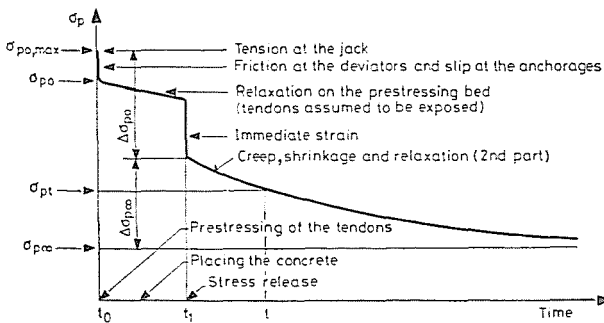 σp
σpo,max
Tension at the jack
Friction at the deviators and slip at the anchorages
σpo
Relaxation on the prestressing bed
(tendons assumed to be exposed)
Δσpo
Immediate strain
Creep, shrinkage and relaxation (2nd part)
σpt
Δσp∞
Prestressing of the tendons
σp∞
Placing the concrete
Stress release
t0
t1
t
Time